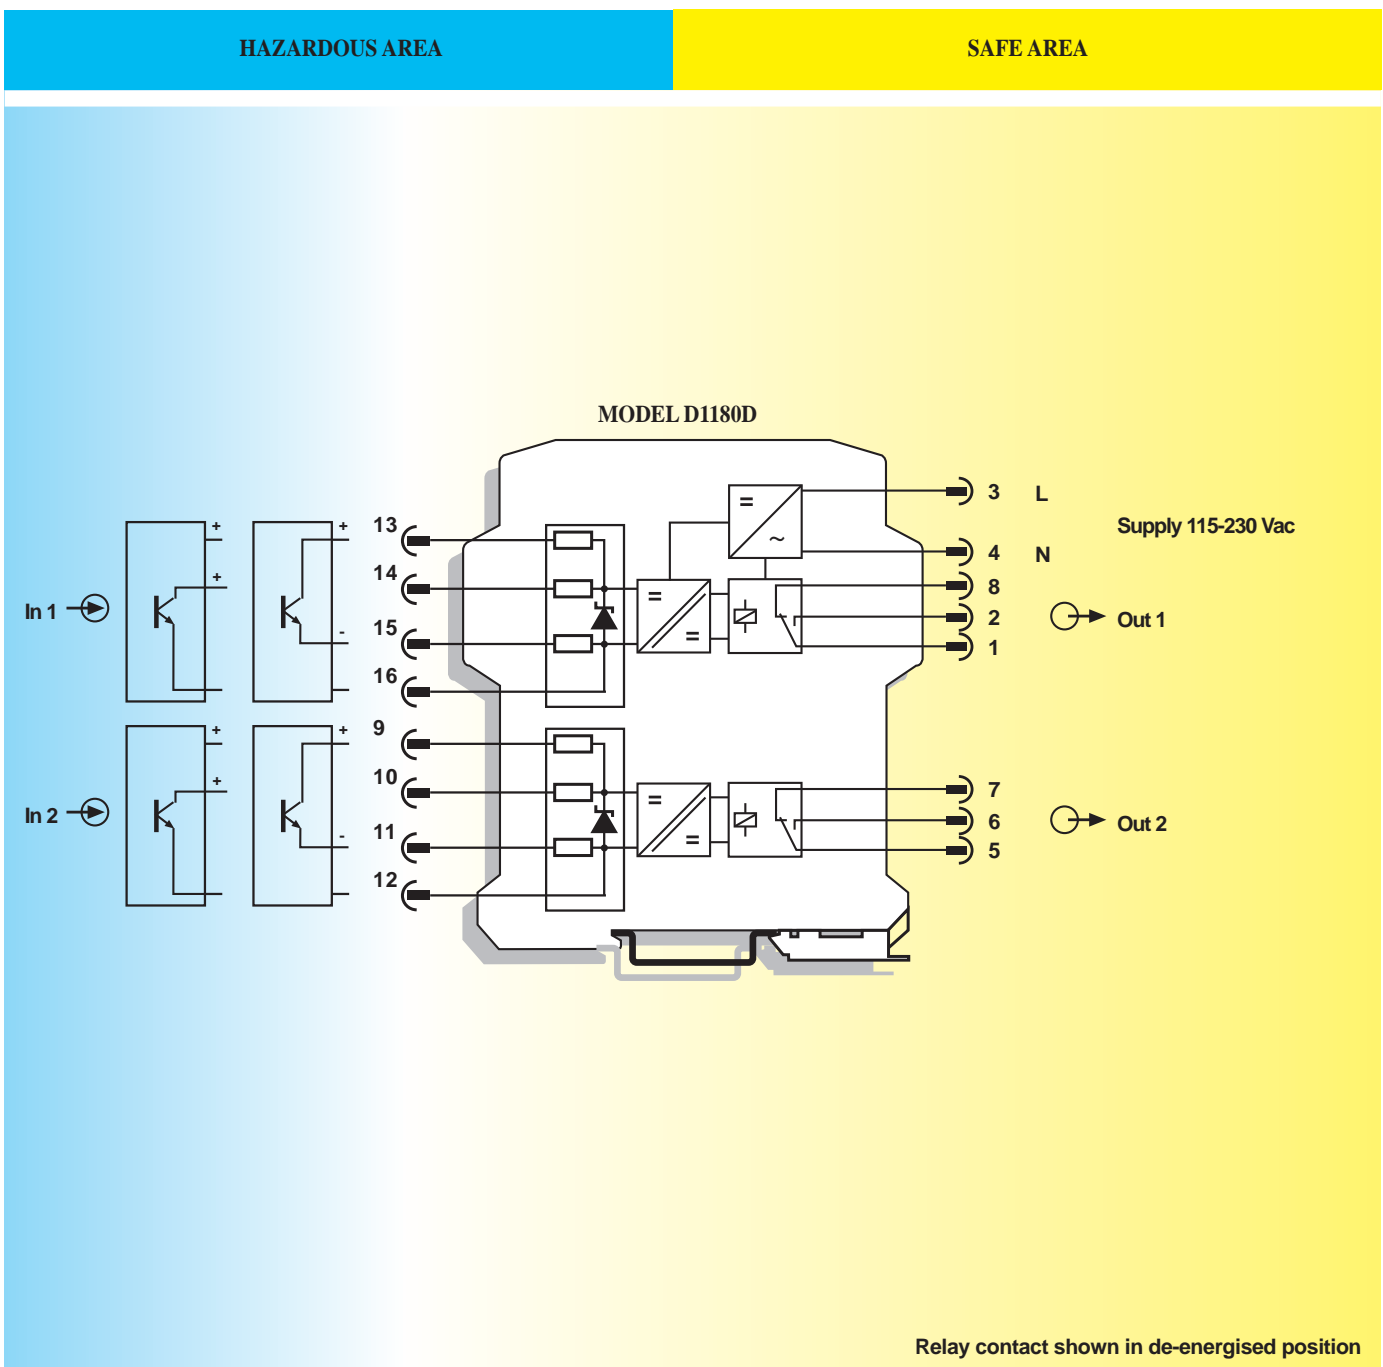 HAZARDOUS AREA
SAFE AREA
MODEL D1180D
3 L
Supply 115-230 Vac
4 N
8
2
1
Out 1
In 1
+
+
+
-
13
14
15
16
=
~
=
=
In 2
+
+
+
-
9
10
11
12
=
=
7
6
5
Out 2
Relay contact shown in de-energised position